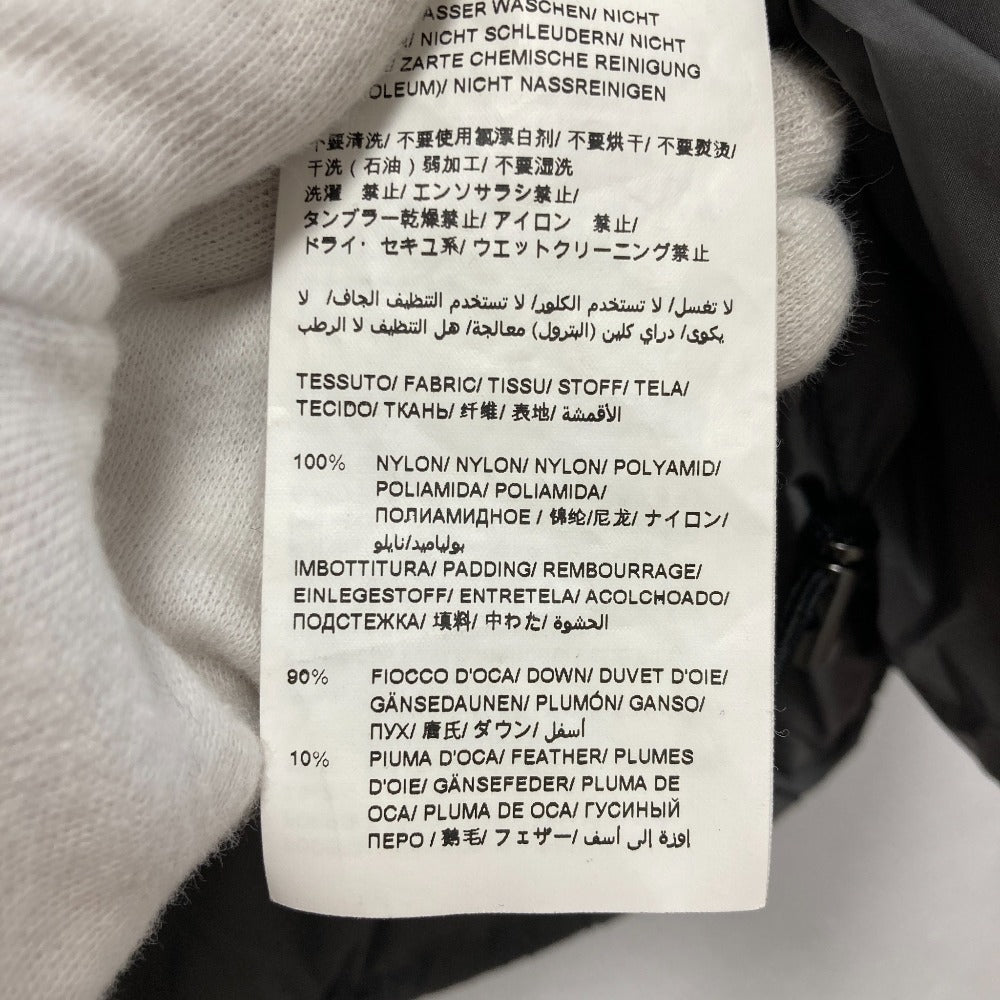 WASCHEN/ NICHT
NICHT SCHLEUDERN/ NICHT
ZARTE CHEMISCHE REINIGUNG
NICHT NASSREINIGEN
不要清洗/ 不要使用氯漂白剂/ 不要烘干/ 不要熨烫/
干洗 ( 石油 ) 弱加工/ 不要湿洗
洗濯 禁止/ エンソサラシ禁止/
タンブラー乾燥禁止/ アイロン 禁止/
ドライ・ セキユ系/ ウエットクリーニング禁止
لا تغسل/ لا تستخدم الكلور/ لا تستخدم التنظيف الجاف/ لا
يكوى/ دراي كلين (البترول) معالجة/ هل التنظيف لا الرطب
TESSUTO/ FABRIC/ TISSU/ STOFF/ TELA/
TECIDO/ ТКАНЬ/ 纤维/ 表地/ الأقمشة
100% NYLON/ NYLON/ NYLON/ POLYAMID/
POLIAMIDA/ POLIAMIDA/
ПОЛИАМИДНОЕ / 锦纶/尼龙/ ナイロン/
بولياميد/نايلو
IMBOTTITURA/ PADDING/ REMBOURRAGE/
EINLEGESTOFF/ ENTRETELA/ ACOLCHOADO/
ПОДСТЕЖКА/ 填料/ 中わた/ الحشوة
90% FIOCCO D'OCA/ DOWN/ DUVET D'OIE/
GÄNSEDAUNEN/ PLUMÓN/ GANSO/
ПУХ/ 唐氏/ ダウン/ أسفل
10% PIUMA D'OCA/ FEATHER/ PLUMES
D'OIE/ GÄNSEFEDER/ PLUMA DE
OCA/ PLUMA DE OCA/ ГУСИНЫЙ
ПЕРО / 鹅毛/ フェザー/ اوزة إلى أسف